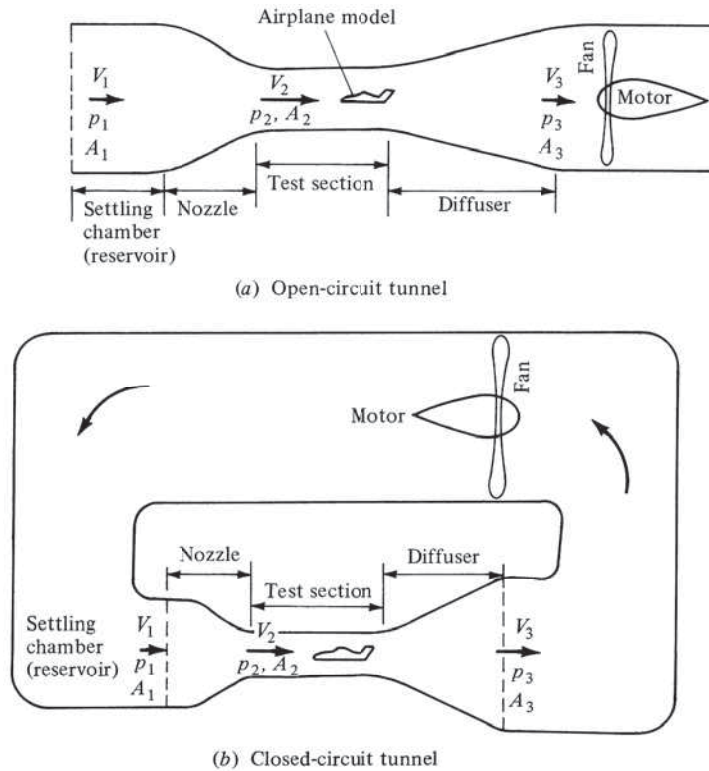 Airplane model
V1
p1
A1
V2
p2, A2
V3
p3
A3
Fan
Motor
Settling
chamber
(reservoir)
Nozzle
Test section
Diffuser
(a) Open-circuit tunnel
Motor
Fan
Nozzle
Test section
Diffuser
Settling
chamber
(reservoir)
V1
p1
A1
V2
p2, A2
V3
p3
A3
(b) Closed-circuit tunnel